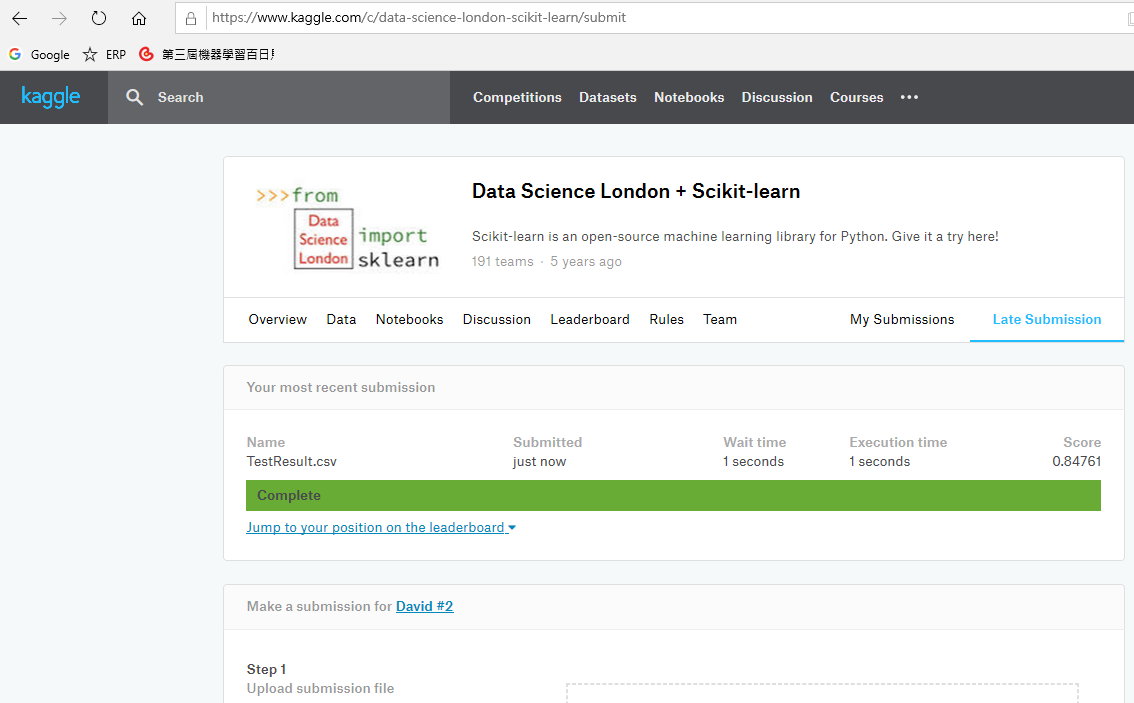 https://www.kaggle.com/c/data-science-london-scikit-learn/submit
Google ERP 第三屆機器學習百日
kaggle Search Competitions Datasets Notebooks Discussion Courses •••
>>>from
Data
Science
London
import
sklearn
Data Science London + Scikit-learn
Scikit-learn is an open-source machine learning library for Python. Give it a try here!
191 teams · 5 years ago
Overview Data Notebooks Discussion Leaderboard Rules Team My Submissions Late Submission
Your most recent submission
Name Submitted Wait time Execution time Score
TestResult.csv just now 1 seconds 1 seconds 0.84761
Complete
Jump to your position on the leaderboard
Make a submission for David #2
Step 1
Upload submission file